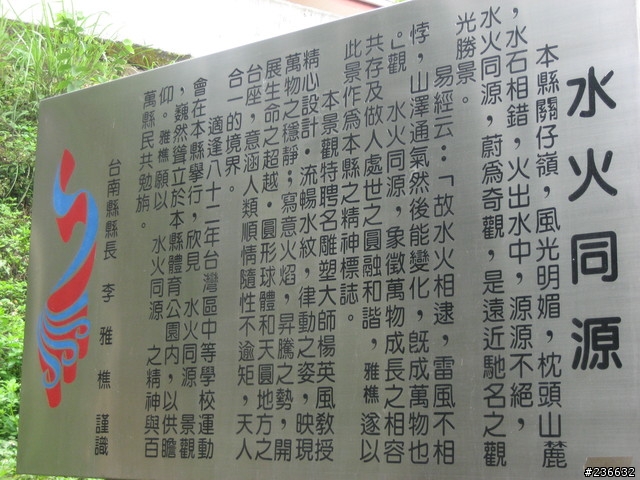 水火同源
本縣關仔嶺，風光明媚，枕頭山麓
，水石相錯，火出水中，源源不絕，
水火同源，蔚為奇觀，是遠近馳名之觀
光勝景。
易經云：「故水火相逮，雷風不相
悖，山澤通氣然後能變化，既成萬物也
。」觀 水火同源，象徵萬物成長之相容
共存及做人處世之圓融和諧，雅樵遂以
此景作為本縣之精神標誌。
本景觀特聘名雕塑大師楊英風教授
精心設計：流暢水紋，律動之姿，映現
萬物之穩靜；寫意火焰，昇騰之勢，開
展生命之超越．圓形球體和天圓地方之
台座，意涵人類順情隨性不逾矩，天人
合一的境界。
適逢八十二年台灣區中等學校運動
會在本縣舉行，欣見 水火同源 景觀
，巍然聳立於本縣體育公園內，以供瞻
仰。雅樵願以 水火同源 之精神與百
萬縣民共勉旃。
台南縣縣長 李 雅 樵 謹識
#236632